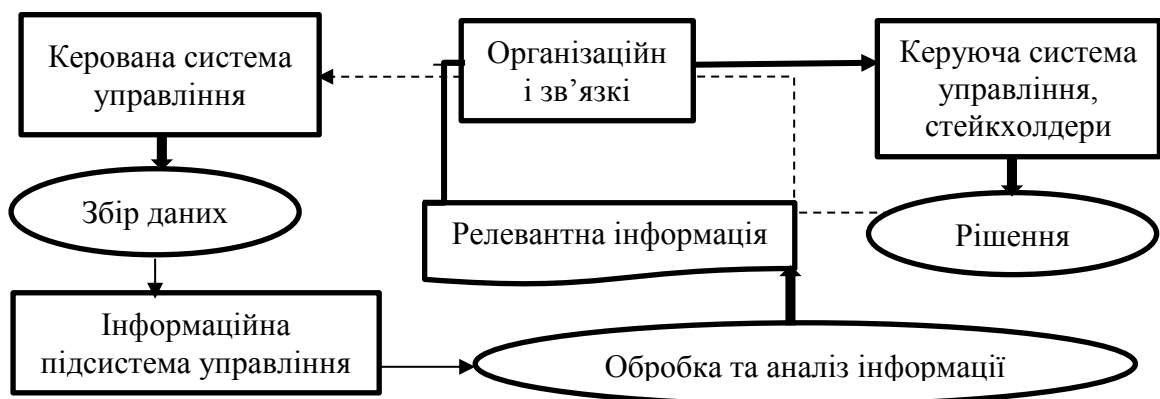 Керована система
управління
Організаційн
і зв’язкі
Керуюча система
управління,
стейкхолдери
Збір даних
Релевантна інформація
Рішення
Інформаційна
підсистема управління
Обробка та аналіз інформації